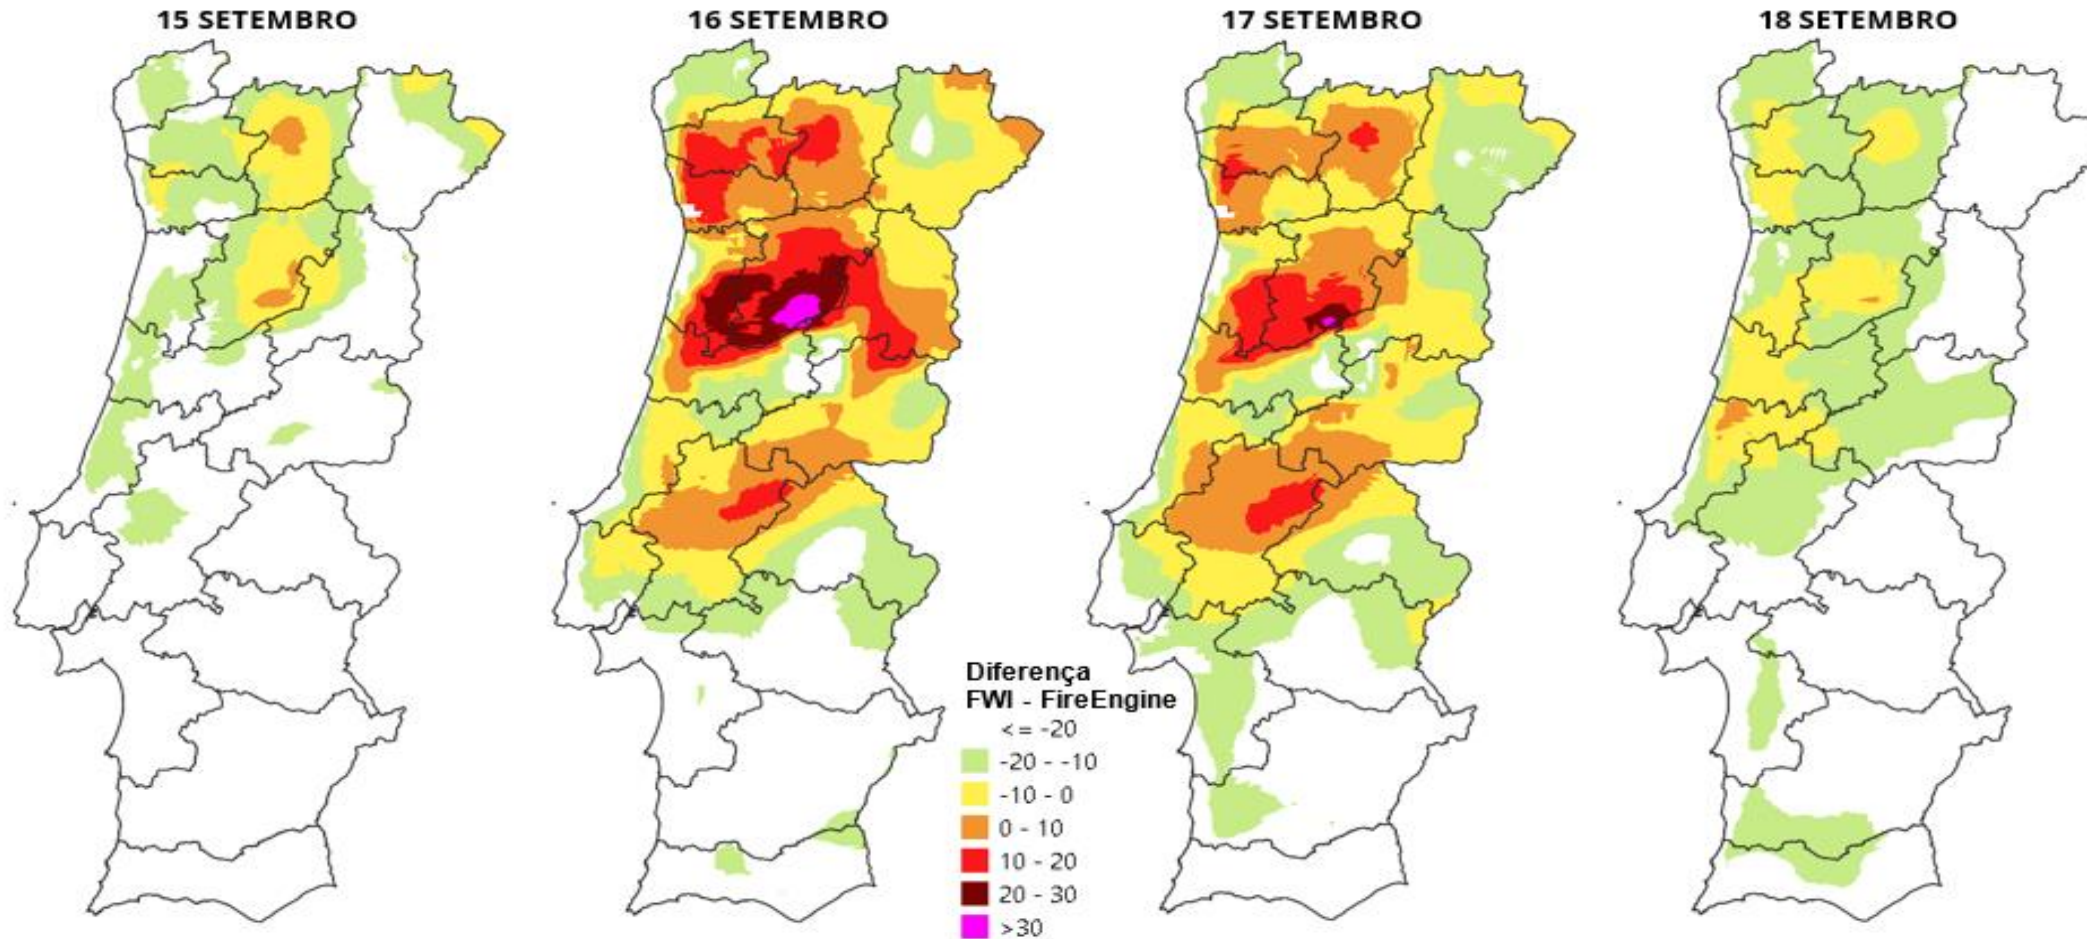 15 SETEMBRO
16 SETEMBRO
17 SETEMBRO
18 SETEMBRO
Diferença
FWI - FireEngine
<= -20
-20 - -10
-10 - 0
0 - 10
10 - 20
20 - 30
>30